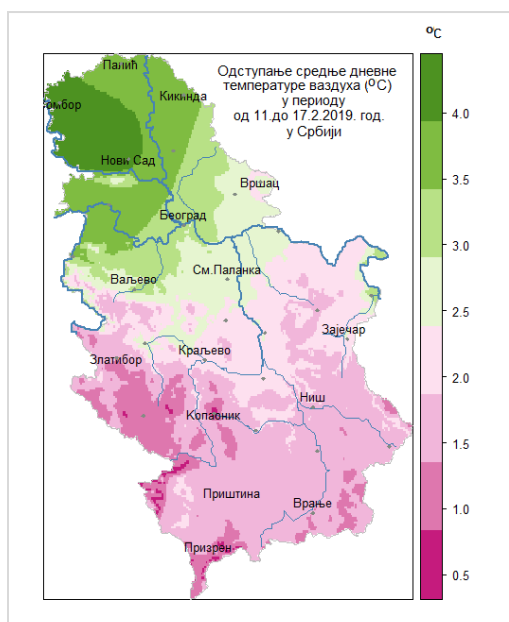 ºC
Одступање средње дневне
температуре ваздуха (ºC)
у периоду
од 11.до 17.2.2019. год.
у Србији
Палић
Кикинда
омбор
Нови Сад
Вршац
Београд
Ваљево
См.Паланка
Зајечар
Златибор
Краљево
Ниш
Копаоник
Приштина
Врање
Призрен
4.0
3.5
3.0
2.5
2.0
1.5
1.0
0.5